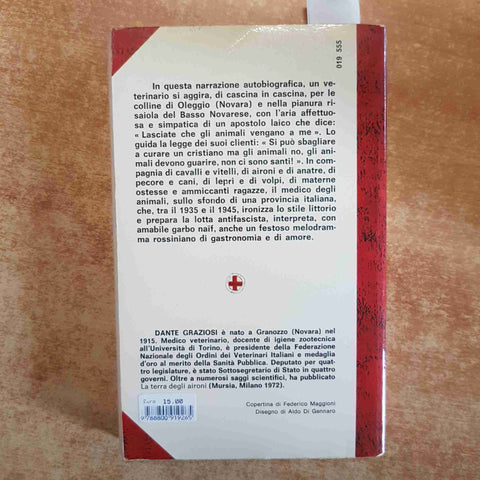 019 555
In questa narrazione autobiografica, un ve-
terinario si aggira, di cascina in cascina, per le
colline di Oleggio (Novara) e nella pianura ri-
saiola del Basso Novarese, con l'aria affettuo-
sa e simpatica di un apostolo laico che dice:
« Lasciate che gli animali vengano a me ». Lo
guida la legge dei suoi clienti: « Si può sbagliare
a curare un cristiano ma gli animali no, gli ani-
mali devono guarire, non ci sono santi! ». In com-
pagnia di cavalli e vitelli, di aironi e di anatre, di
pecore e cani, di lepri e di volpi, di materne
ostesse e ammiccanti ragazze, il medico degli
animali, sullo sfondo di una provincia italiana,
che, tra il 1935 e il 1945, ironizza lo stile littorio
e prepara la lotta antifascista, interpreta, con
amabile garbo naïf, anche un festoso melodram-
ma rossiniano di gastronomia e di amore.
DANTE GRAZIOSI è nato a Granozzo (Novara) nel
1915. Medico veterinario, docente di igiene zootecnica
all'Università di Torino, è presidente della Federazione
Nazionale degli Ordini dei Veterinari Italiani e medaglia
d'oro al merito della Sanità Pubblica. Deputato per quat-
tro legislature, è stato Sottosegretario di Stato in quattro
governi. Oltre a numerosi saggi scientifici, ha pubblicato
La terra degli aironi (Mursia, Milano 1972).
Euro 15.00
9788800919265
Copertina di Federico Maggioni
Disegno di Aldo Di Gennaro